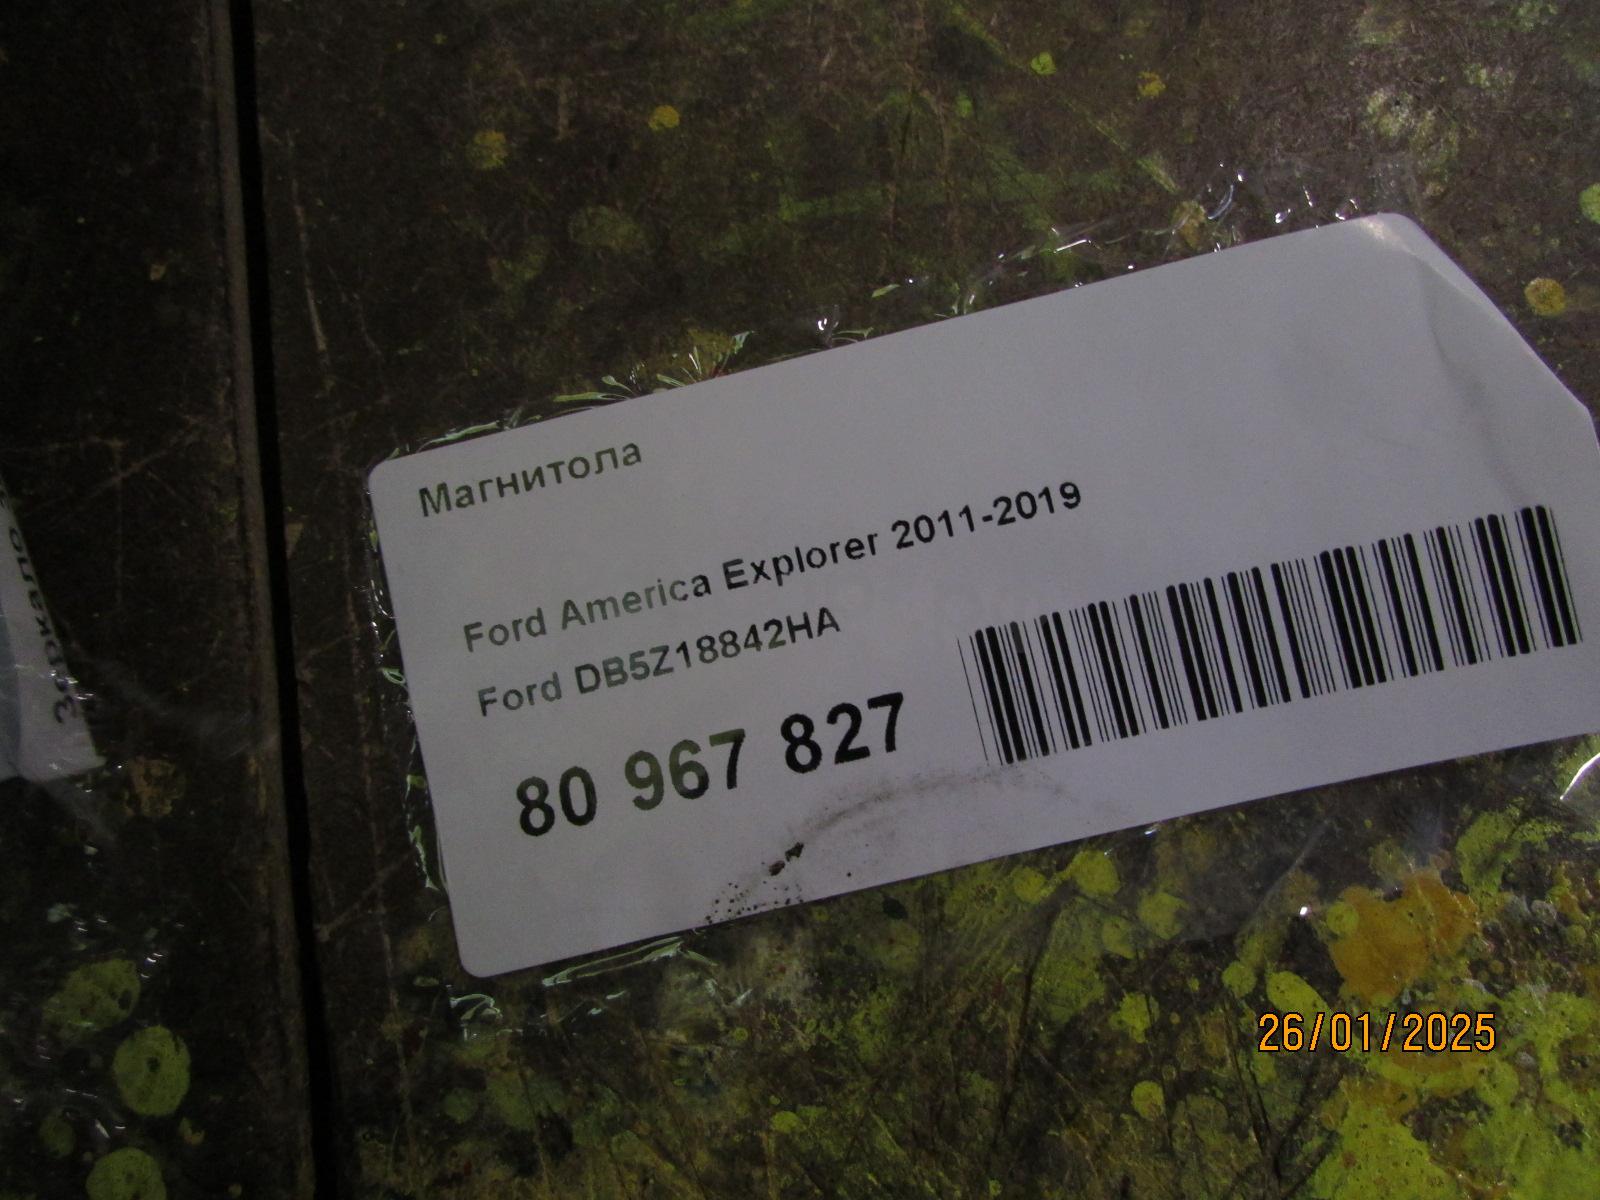 Магнитола
Ford America Explorer 2011-2019
Ford DB5Z18842HA
80 967 827
26/01/2025